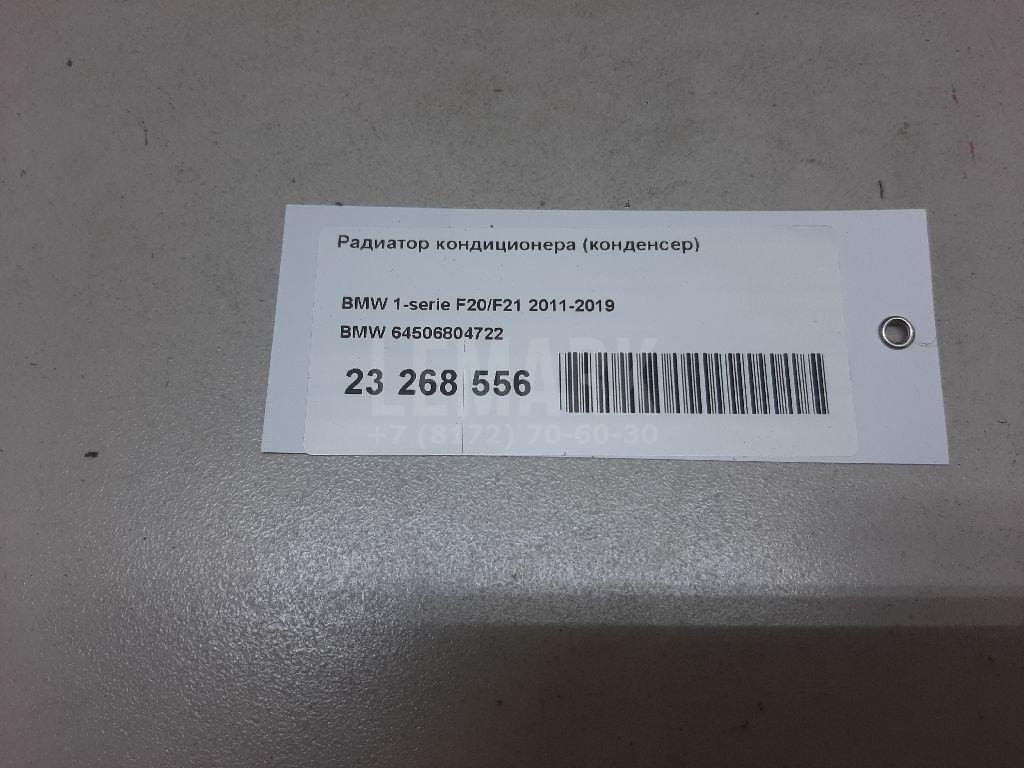 Радиатор кондиционера (конденсер)
BMW 1-serie F20/F21 2011-2019
BMW 64506804722
LEMARK
23 268 556
+7 (8172) 70-60-30